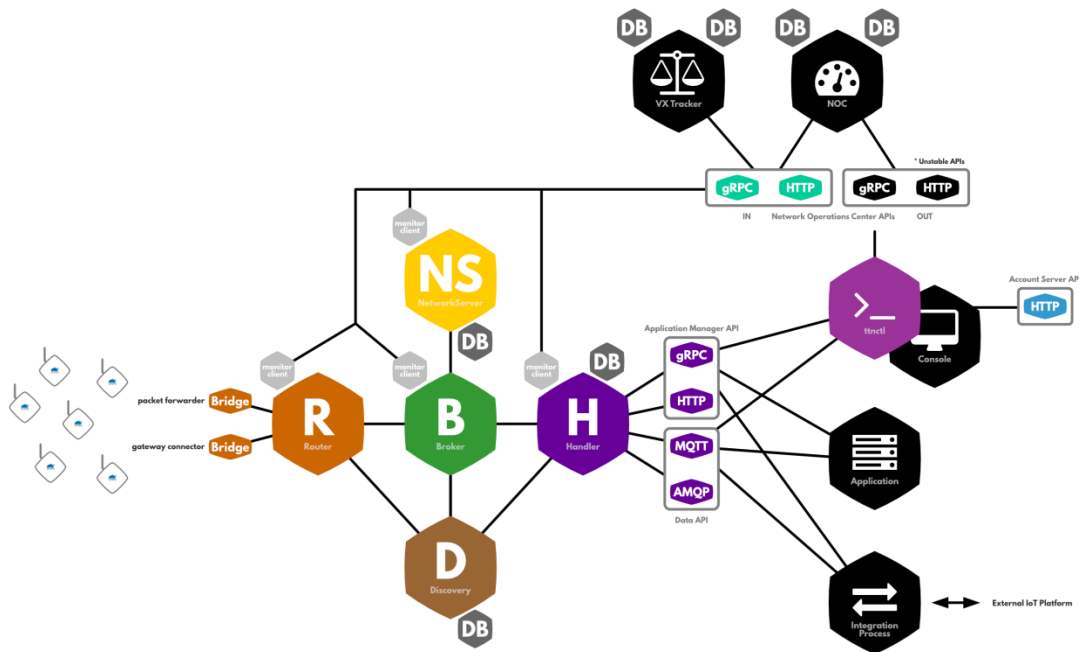 DB
DB
DB
DB
VX Tracker
NOC
* Unstable APIs
gRPC
HTTP
gRPC
HTTP
IN
Network Operations Center APIs
OUT
monitor
client
NS
NetworkServer
DB
>_
ttnctl
Console
Account Server AP
HTTP
Application Manager API
gRPC
HTTP
monitor
client
monitor
client
monitor
client
DB
packet forwarder
Bridge
gateway connector
Bridge
R
Router
B
Broker
H
Handler
MQTT
AMQP
Data API
Application
D
Discovery
DB
Integration
Process
External IoT Platform